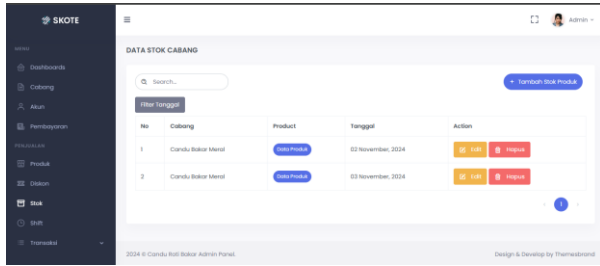 SKOTE
Admin
MENU
Dashboards
Cabang
Akun
Pembayaran
PENJUALAN
Produk
Diskon
Stok
Shift
Transaksi
DATA STOK CABANG
Search...
+ Tambah Stok Produk
Filter Tanggal
No Cabang Product Tanggal Action
1 Candu Bakar Meral Data Produk 02 November, 2024 Edit Hapus
2 Candu Bakar Meral Data Produk 03 November, 2024 Edit Hapus
1
2024 © Candu Roti Bakar Admin Panel.
Design & Develop by Themesbrand